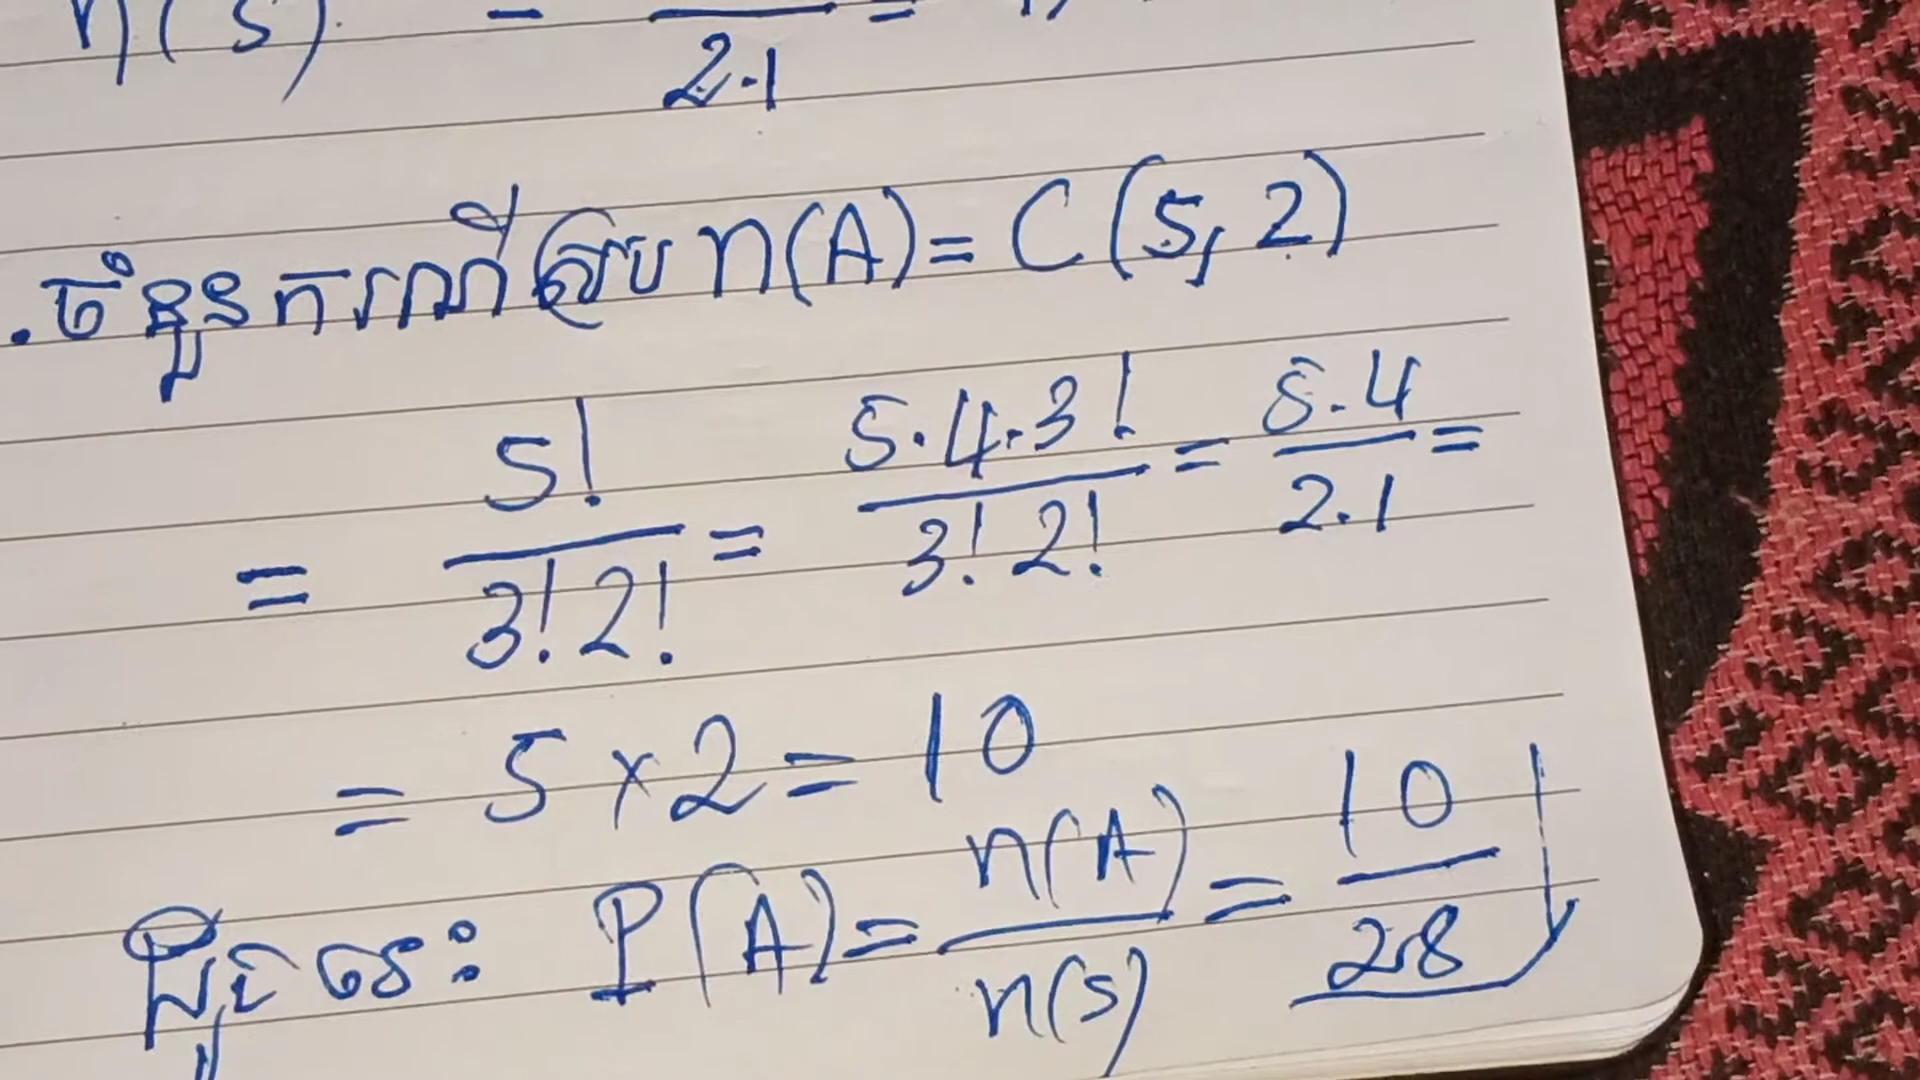 n(S) = / 2.1 =
.ចំនួនករណីស្រប n(A) = C(5, 2)
= 5!/3!2! = 5.4.3!/3!2! = 5.4/2.1 =
= 5 × 2 = 10
ដូចនេះ P(A) = n(A)/n(S) = 10/28